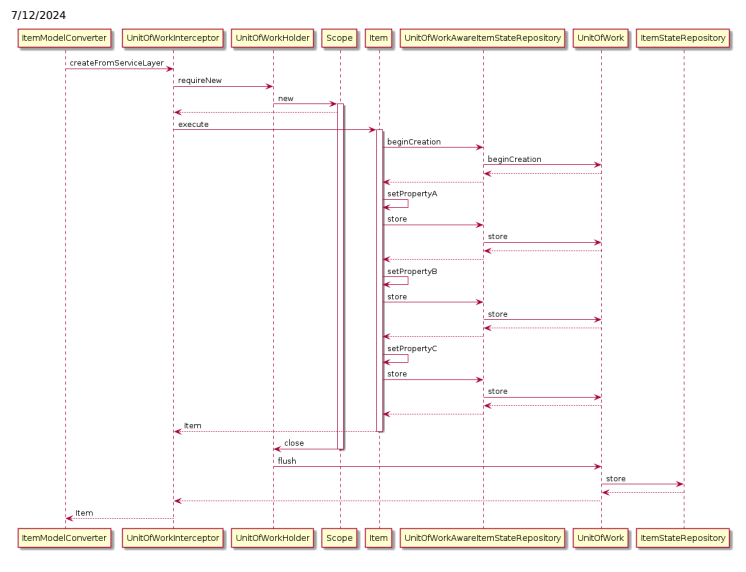 7/12/2024
ItemModelConverter UnitOfWorkInterceptor UnitOfWorkHolder Scope Item UnitOfWorkAwareItemStateRepository UnitOfWork ItemStateRepository
createFromServiceLayer
requireNew
new
execute
beginCreation
beginCreation
setPropertyA
store
store
setPropertyB
store
store
setPropertyC
store
store
Item
close
flush
store
Item
ItemModelConverter UnitOfWorkInterceptor UnitOfWorkHolder Scope Item UnitOfWorkAwareItemStateRepository UnitOfWork ItemStateRepository